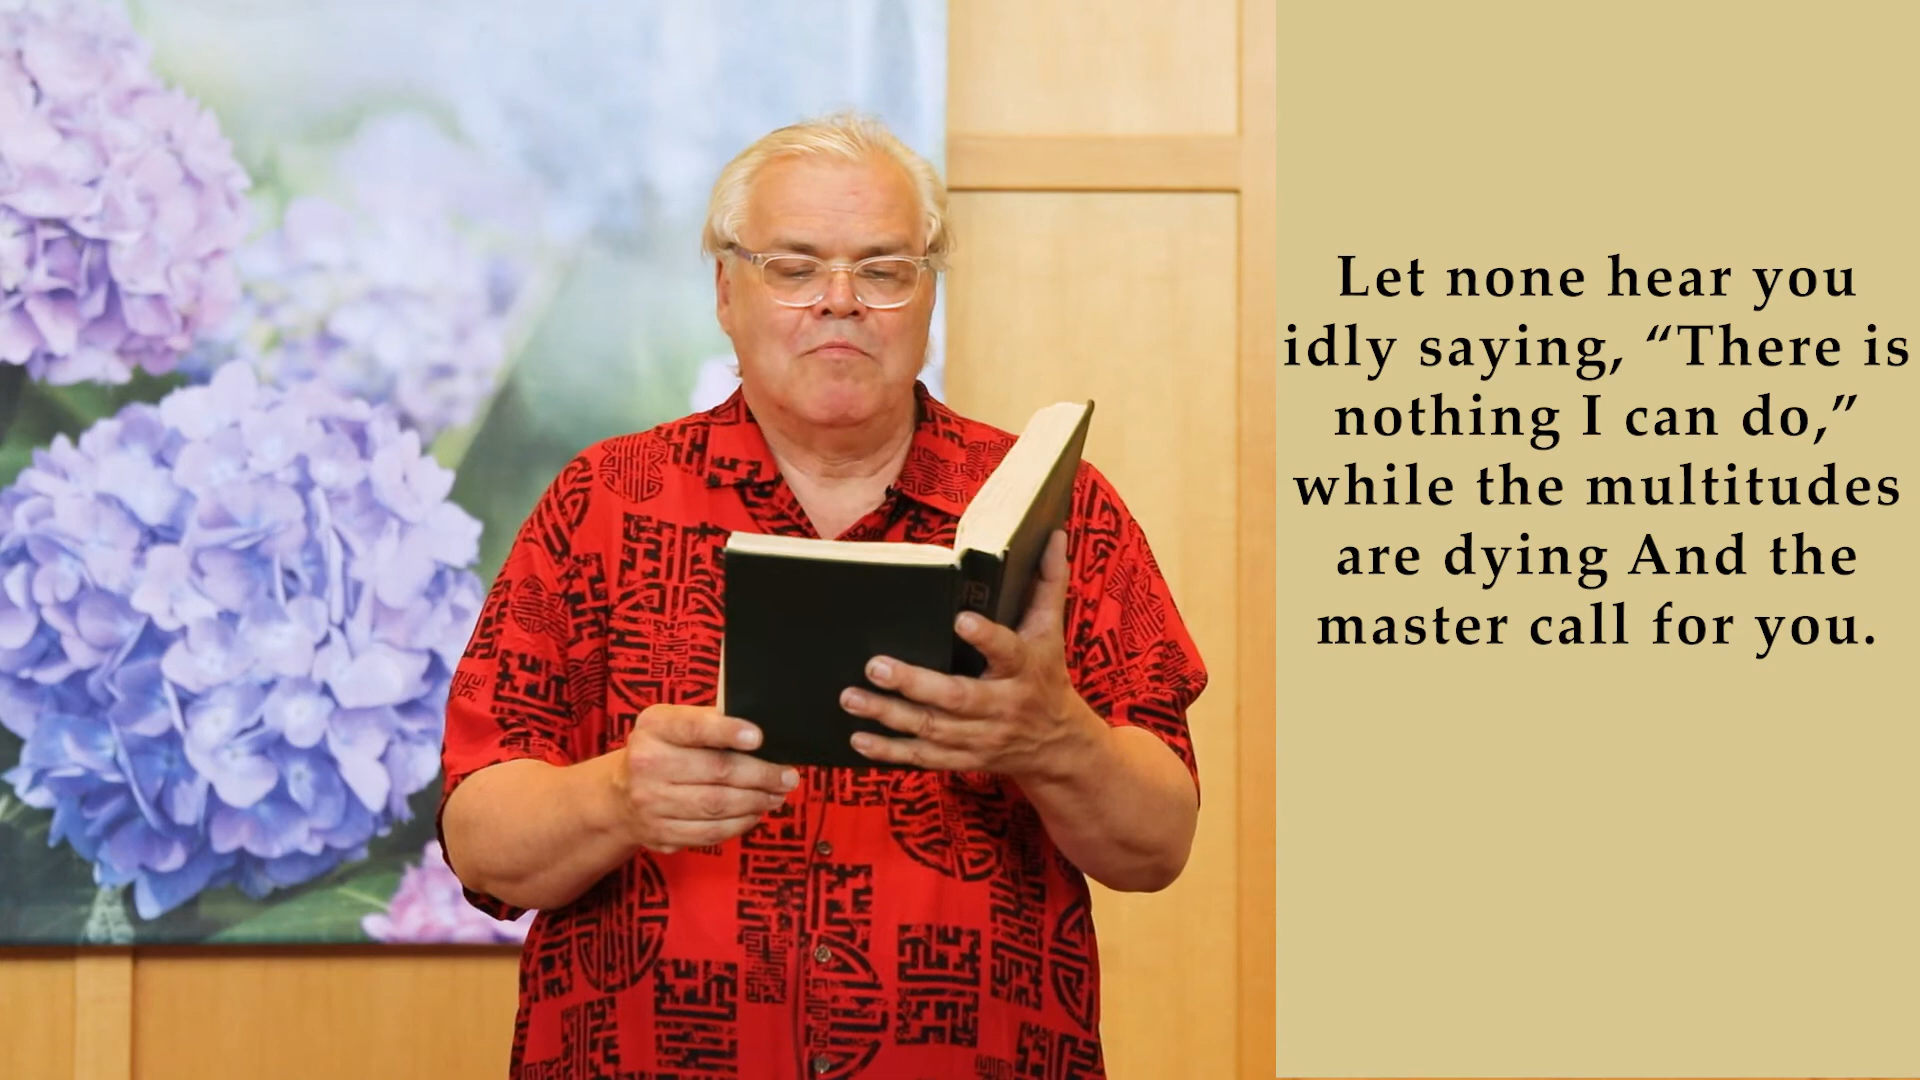 Let none hear you
idly saying, “There is
nothing I can do,”
while the multitudes
are dying And the
master call for you.